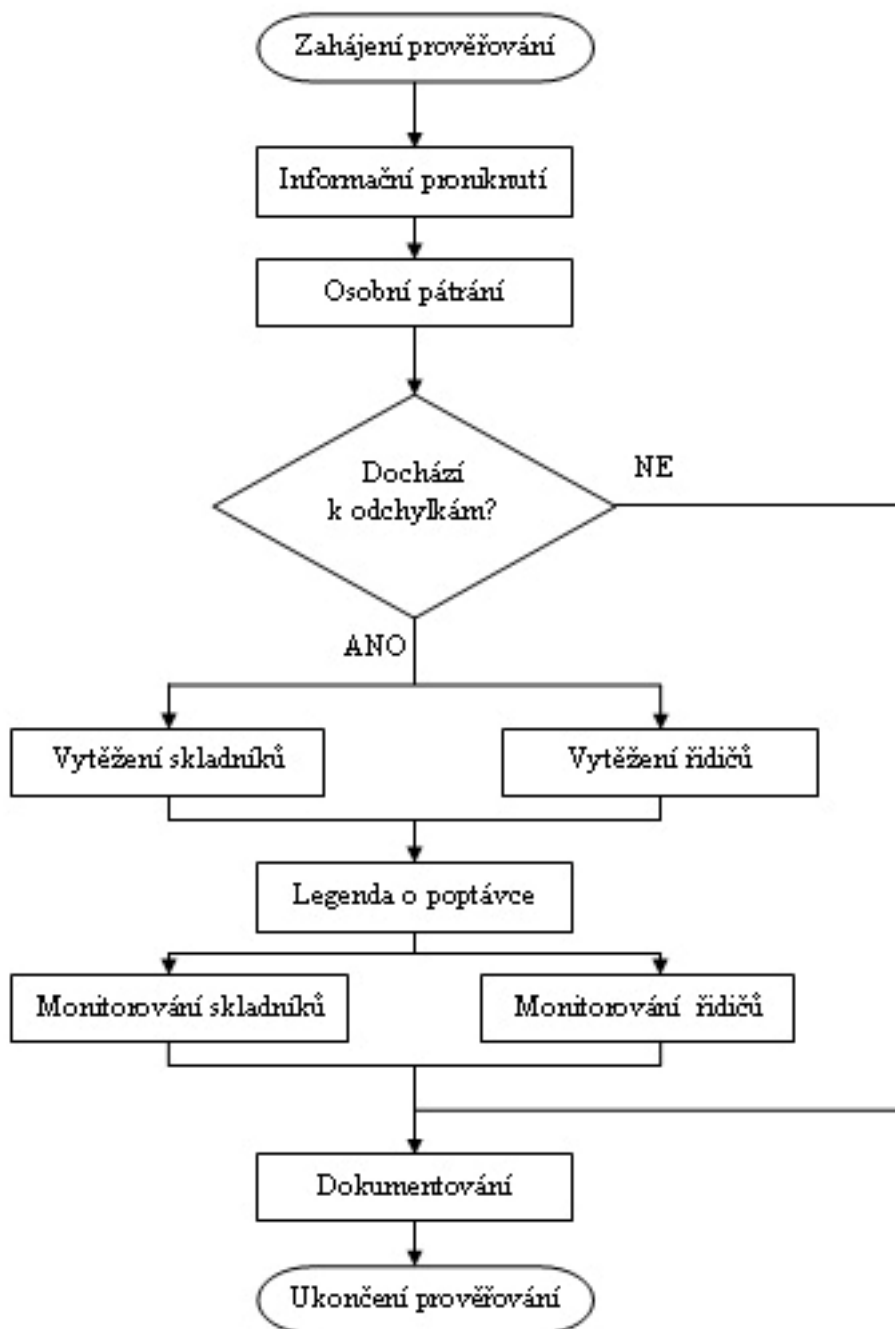 Zahájení prověřování
Informační proniknutí
Osobní pátrání
Dochází
k odchylkám?
NE
ANO
Vytěžení skladníků
Vytěžení řidičů
Legenda o poptávce
Monitorování skladníků
Monitorování řidičů
Dokumentování
Ukončení prověřování